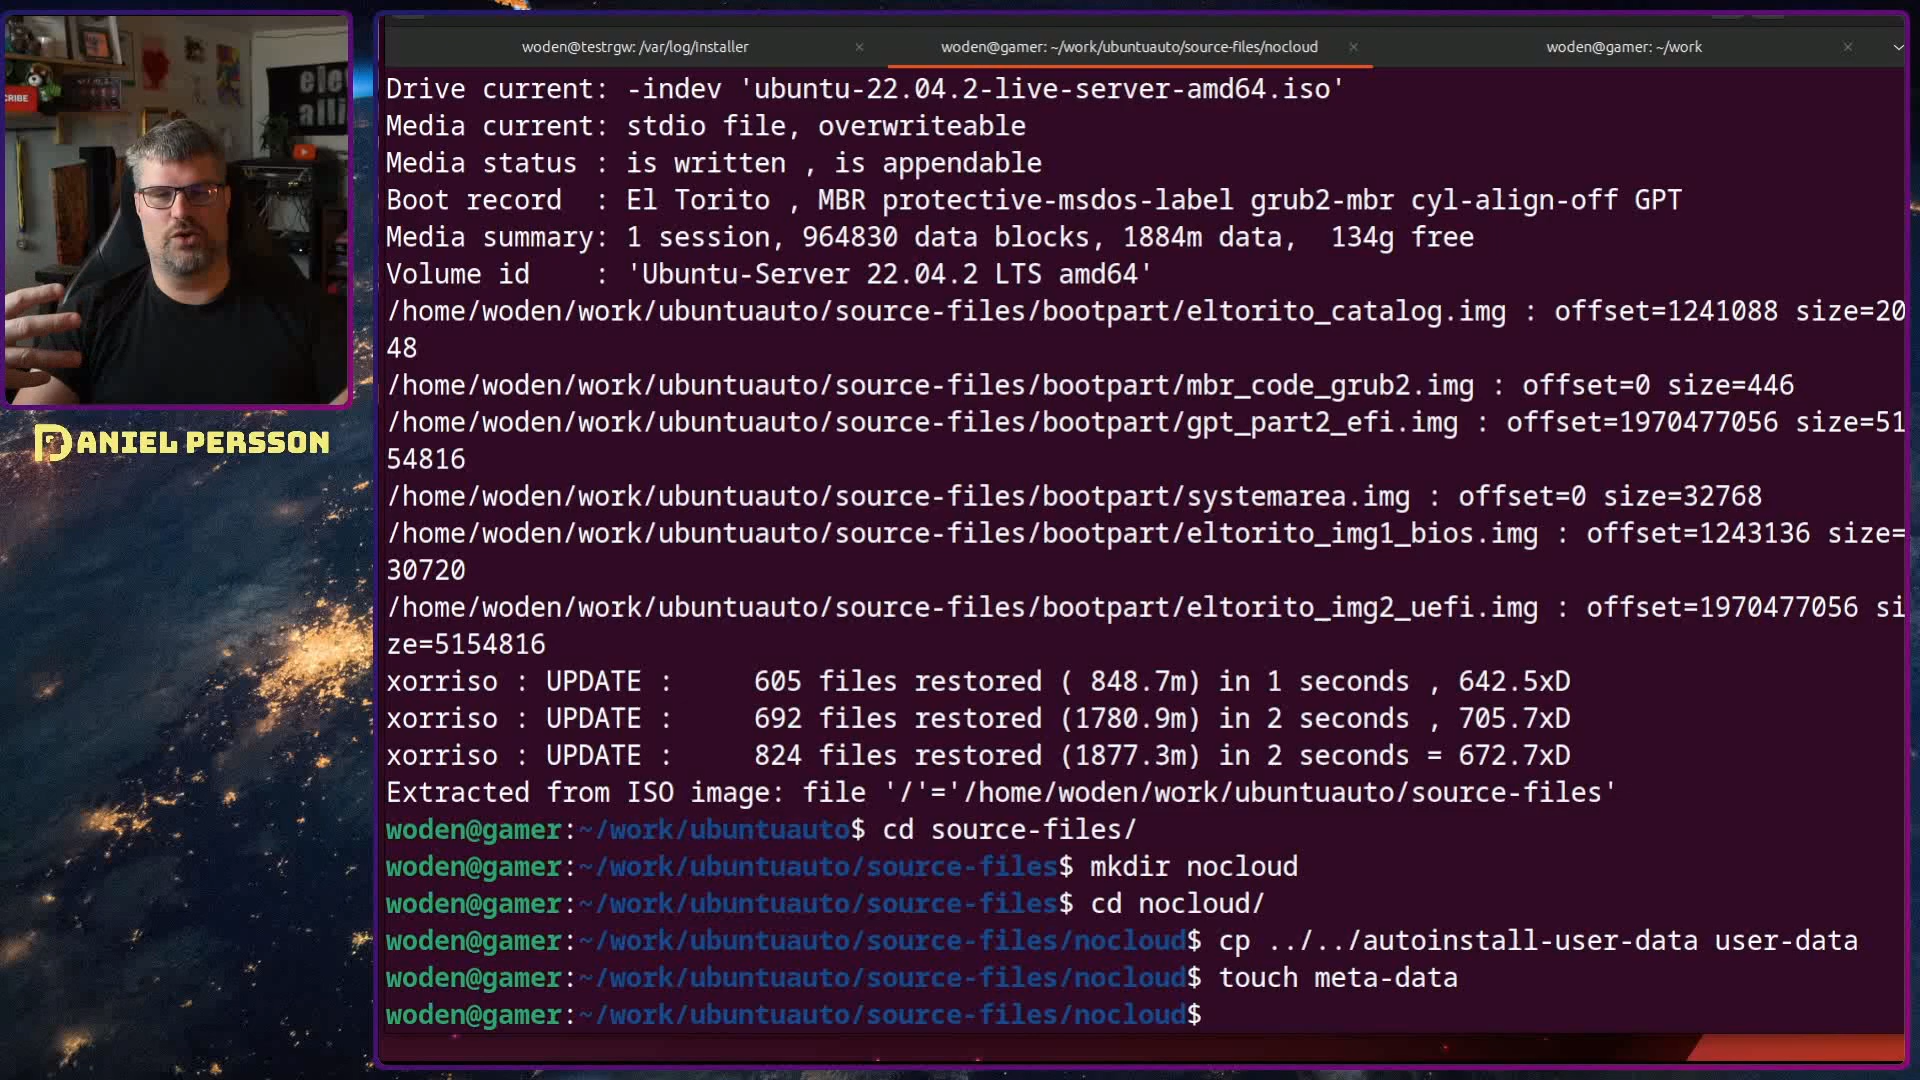 woden@testrgw: /var/log/installer
woden@gamer: ~/work/ubuntuauto/source-files/nocloud
woden@gamer: ~/work
Drive current: -indev 'ubuntu-22.04.2-live-server-amd64.iso'
Media current: stdio file, overwriteable
Media status : is written , is appendable
Boot record  : El Torito , MBR protective-msdos-label grub2-mbr cyl-align-off GPT
Media summary: 1 session, 964830 data blocks, 1884m data,  134g free
Volume id    : 'Ubuntu-Server 22.04.2 LTS amd64'
/home/woden/work/ubuntuauto/source-files/bootpart/eltorito_catalog.img : offset=1241088 size=20
48
/home/woden/work/ubuntuauto/source-files/bootpart/mbr_code_grub2.img : offset=0 size=446
/home/woden/work/ubuntuauto/source-files/bootpart/gpt_part2_efi.img : offset=1970477056 size=51
54816
/home/woden/work/ubuntuauto/source-files/bootpart/systemarea.img : offset=0 size=32768
/home/woden/work/ubuntuauto/source-files/bootpart/eltorito_img1_bios.img : offset=1243136 size=
30720
/home/woden/work/ubuntuauto/source-files/bootpart/eltorito_img2_uefi.img : offset=1970477056 si
ze=5154816
xorriso : UPDATE :     605 files restored ( 848.7m) in 1 seconds , 642.5xD
xorriso : UPDATE :     692 files restored (1780.9m) in 2 seconds , 705.7xD
xorriso : UPDATE :     824 files restored (1877.3m) in 2 seconds = 672.7xD
Extracted from ISO image: file '/'='/home/woden/work/ubuntuauto/source-files'
woden@gamer:~/work/ubuntuauto$ cd source-files/
woden@gamer:~/work/ubuntuauto/source-files$ mkdir nocloud
woden@gamer:~/work/ubuntuauto/source-files$ cd nocloud/
woden@gamer:~/work/ubuntuauto/source-files/nocloud$ cp ../../autoinstall-user-data user-data
woden@gamer:~/work/ubuntuauto/source-files/nocloud$ touch meta-data
woden@gamer:~/work/ubuntuauto/source-files/nocloud$
DANIEL PERSSON